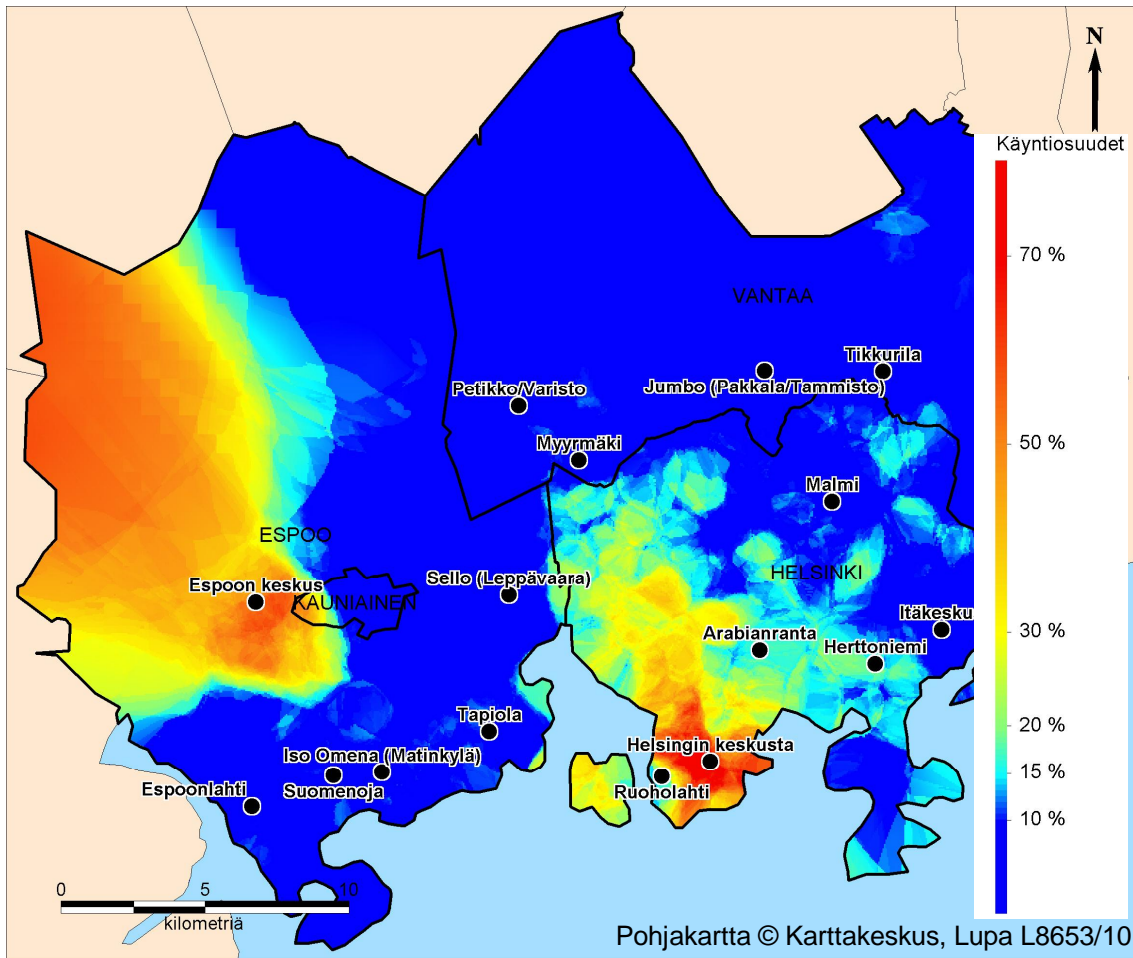 N
Käyntiosuudet
70 %
50 %
30 %
20 %
15 %
10 %
VANTAA
Tikkurila
Jumbo (Pakkala/Tammisto)
Petikko/Varisto
Myyrmäki
Malmi
ESPOO
HELSINKI
Espoon keskus
Sello (Leppävaara)
KAUNIAINEN
Itäkesku
Arabianranta
Herttoniemi
Tapiola
Helsingin keskusta
Iso Omena (Matinkylä)
Espoonlahti
Suomenoja
Ruoholahti
0 5 10
kilometriä
Pohjakartta © Karttakeskus, Lupa L8653/10